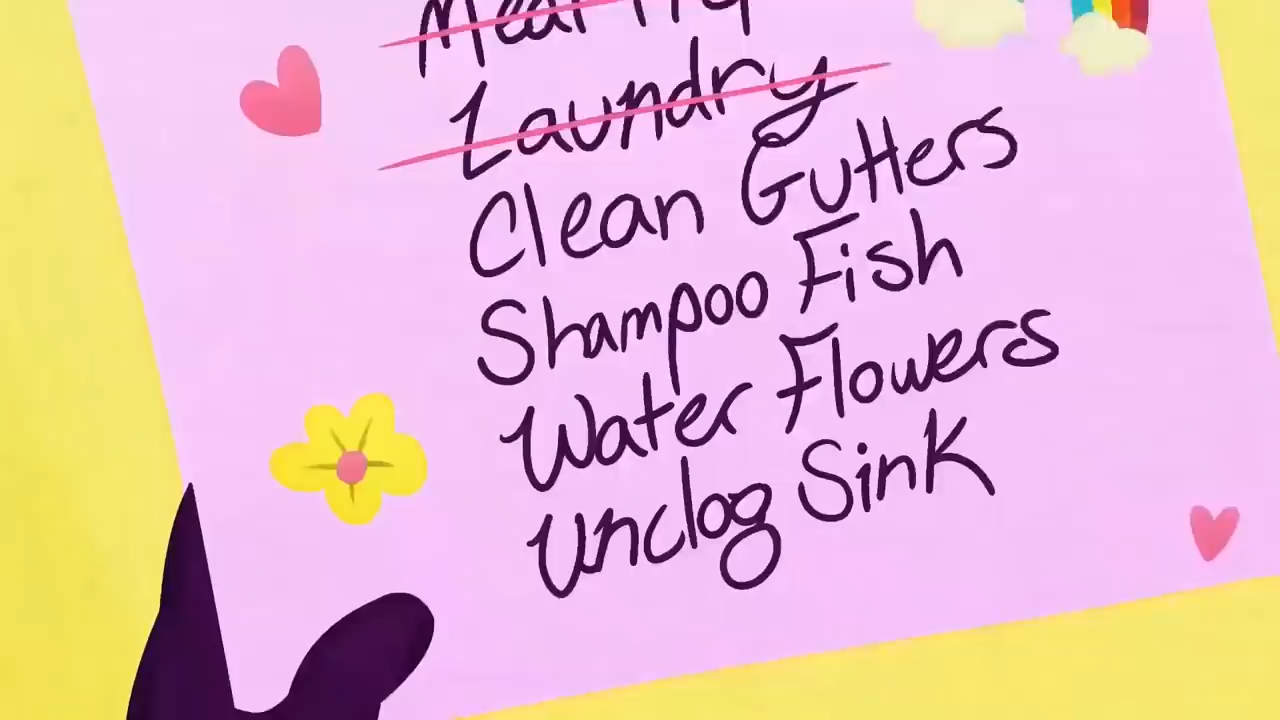 Laundry
Clean Gutters
Shampoo Fish
Water Flowers
Unclog Sink